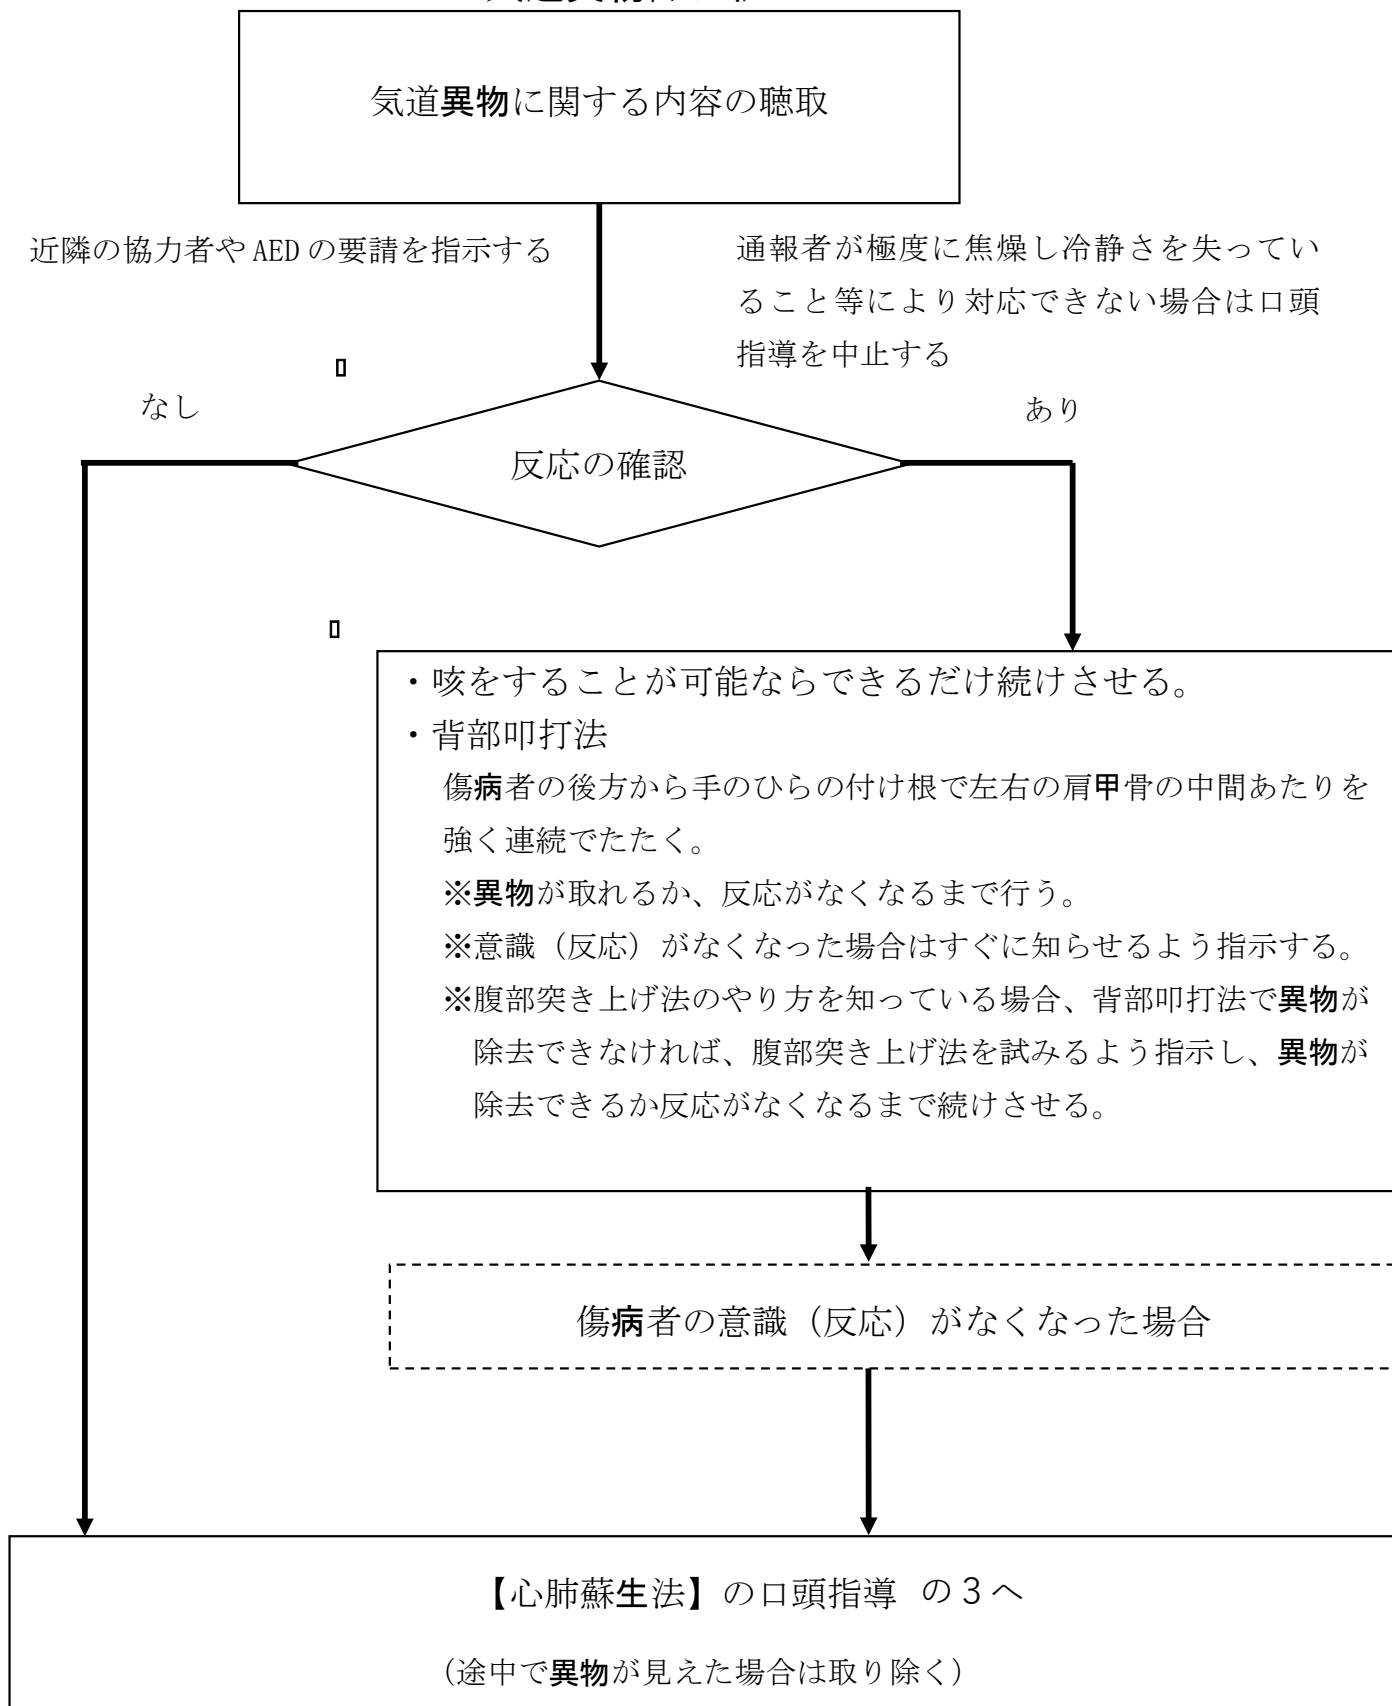 気道異物に関する内容の聴取
近隣の協力者や AED の要請を指示する
通報者が極度に焦燥し冷静さを失ってい
ること等により対応できない場合は口頭
指導を中止する
なし
あり
反応の確認
・咳をすることが可能ならできるだけ続けさせる。
・背部叩打法
傷病者の後方から手のひらの付け根で左右の肩甲骨の中間あたりを
強く連続でたたく。
※異物が取れるか、反応がなくなるまで行う。
※意識（反応）がなくなった場合はすぐに知らせるよう指示する。
※腹部突き上げ法のやり方を知っている場合、背部叩打法で異物が
除去できなければ、腹部突き上げ法を試みるよう指示し、異物が
除去できるか反応がなくなるまで続けさせる。
傷病者の意識（反応）がなくなった場合
【心肺蘇生法】の口頭指導 の３へ
（途中で異物が見えた場合は取り除く）